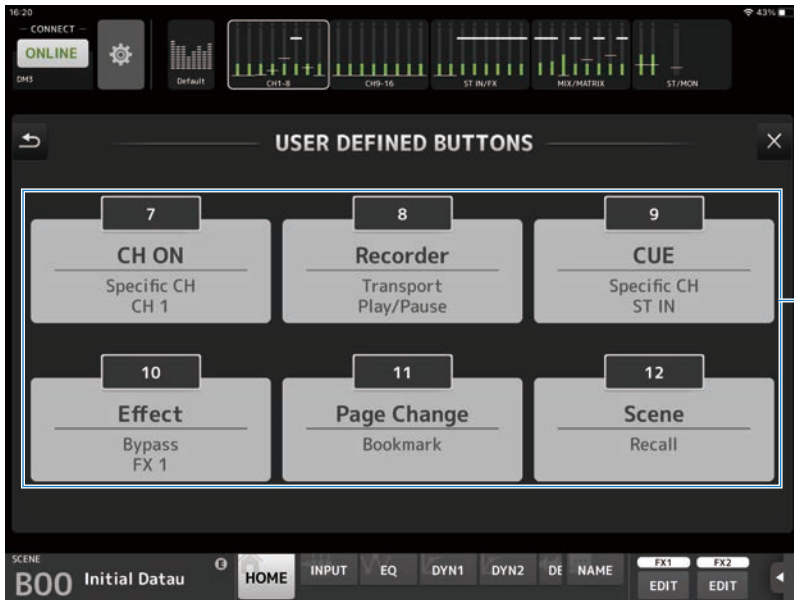 16:20
43%
CONNECT
ONLINE
DM3
Default
CH1-8
CH9-16
ST IN/FX
MIX/MATRIX
ST/MON
USER DEFINED BUTTONS
7
CH ON
Specific CH
CH 1
8
Recorder
Transport
Play/Pause
9
CUE
Specific CH
ST IN
10
Effect
Bypass
FX 1
11
Page Change
Bookmark
12
Scene
Recall
SCENE
B00 Initial Datau
E
HOME
INPUT
EQ
DYN1
DYN2
DE
NAME
FX1
EDIT
FX2
EDIT